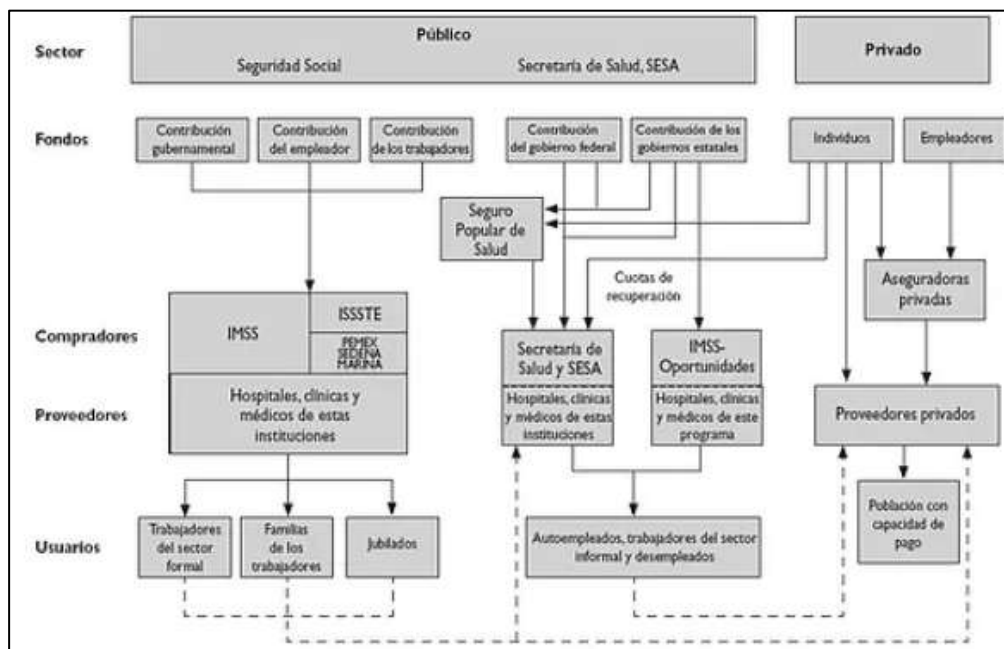 Sector
Público
Seguridad Social
Secretaría de Salud, SESA
Privado
Fondos
Contribución
gubernamental
Contribución
del empleador
Contribución
de los trabajadores
Contribución
del gobierno federal
Contribución de los
gobiernos estatales
Individuos
Empleadores
Seguro
Popular de
Salud
Cuotas de
recuperación
Aseguradoras
privadas
Compradores
IMSS
ISSSTE
PEMEX
SEDENA
MARINA
Secretaría de
Salud y SESA
IMSS-
Oportunidades
Proveedores
Hospitales, clínicas y
médicos de estas
instituciones
Hospitales, clínicas
y médicos de estas
instituciones
Hospitales, clínicas
y médicos de este
programa
Proveedores privados
Usuarios
Trabajadores
del sector
formal
Familias
de los
trabajadores
Jubilados
Autoempleados, trabajadores del sector
informal y desempleados
Población con
capacidad de
pago